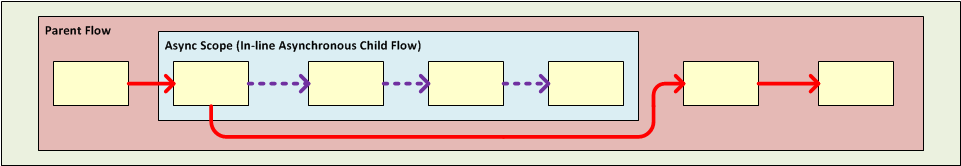 Parent Flow
Async Scope (In-line Asynchronous Child Flow)